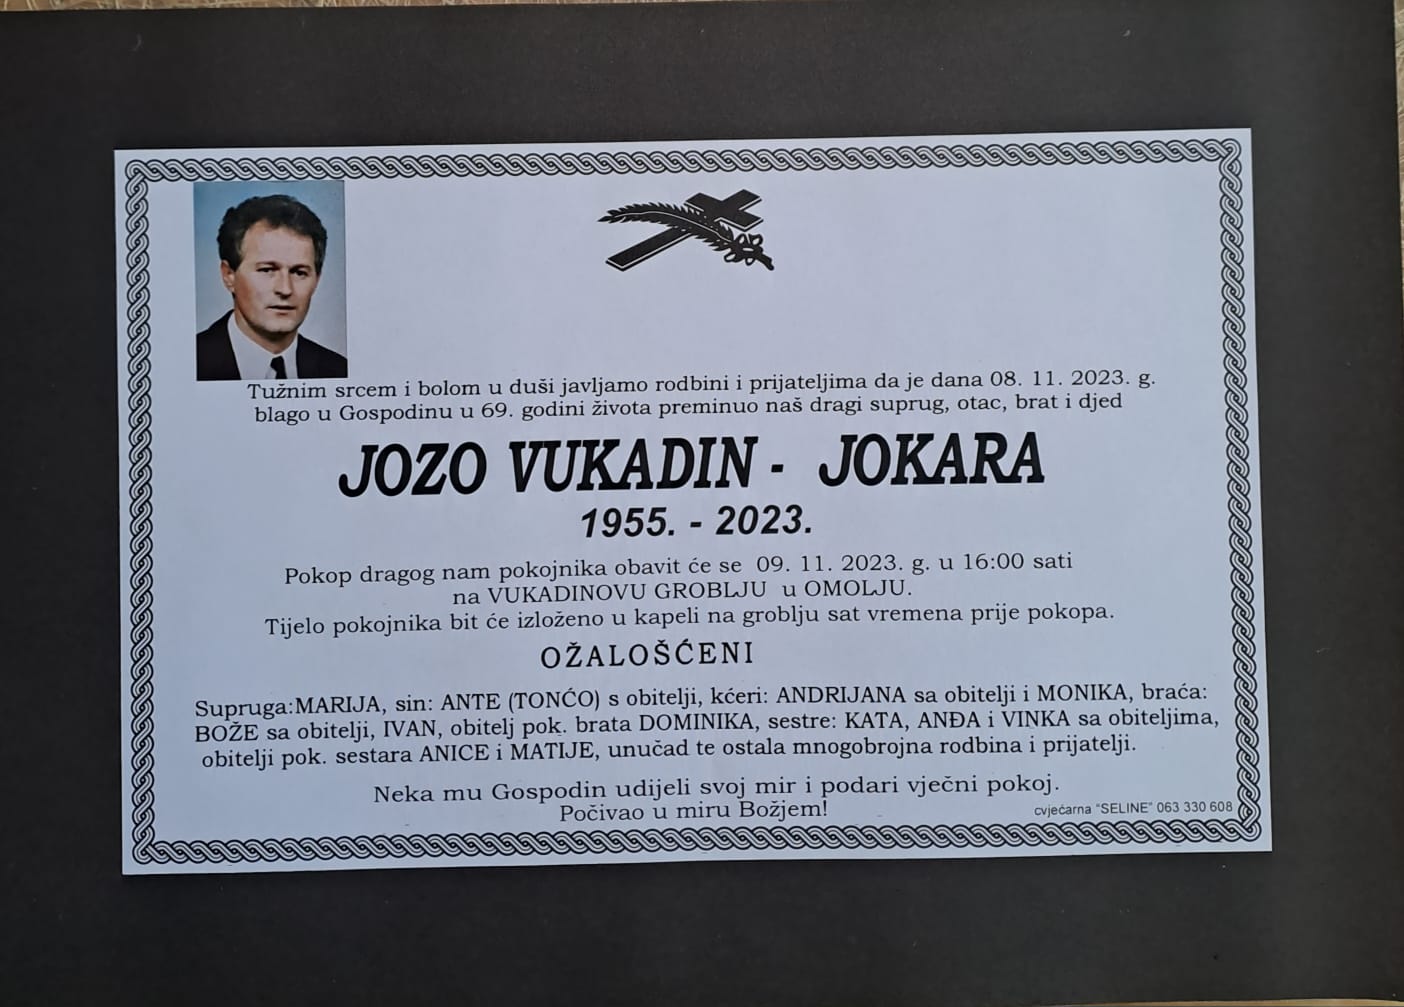 Tužnim srcem i bolom u duši javljamo rodbini i prijateljima da je dana 08. 11. 2023. g.
blago u Gospodinu u 69. godini života preminuo naš dragi suprug, otac, brat i djed
JOZO VUKADIN - JOKARA
1955. - 2023.
Pokop dragog nam pokojnika obavit će se 09. 11. 2023. g. u 16:00 sati
na VUKADINOVU GROBLJU u OMOLJU.
Tijelo pokojnika bit će izloženo u kapeli na groblju sat vremena prije pokopa.
OŽALOŠĆENI
Supruga:MARIJA, sin: ANTE (TONĆO) s obitelji, kćeri: ANDRIJANA sa obitelji i MONIKA, braća:
BOŽE sa obitelji, IVAN, obitelj pok. brata DOMINIKA, sestre: KATA, ANĐA i VINKA sa obiteljima,
obitelji pok. sestara ANICE i MATIJE, unučad te ostala mnogobrojna rodbina i prijatelji.
Neka mu Gospodin udijeli svoj mir i podari vječni pokoj.
Počivao u miru Božjem!
cvjećarna "SELINE" 063 330 608